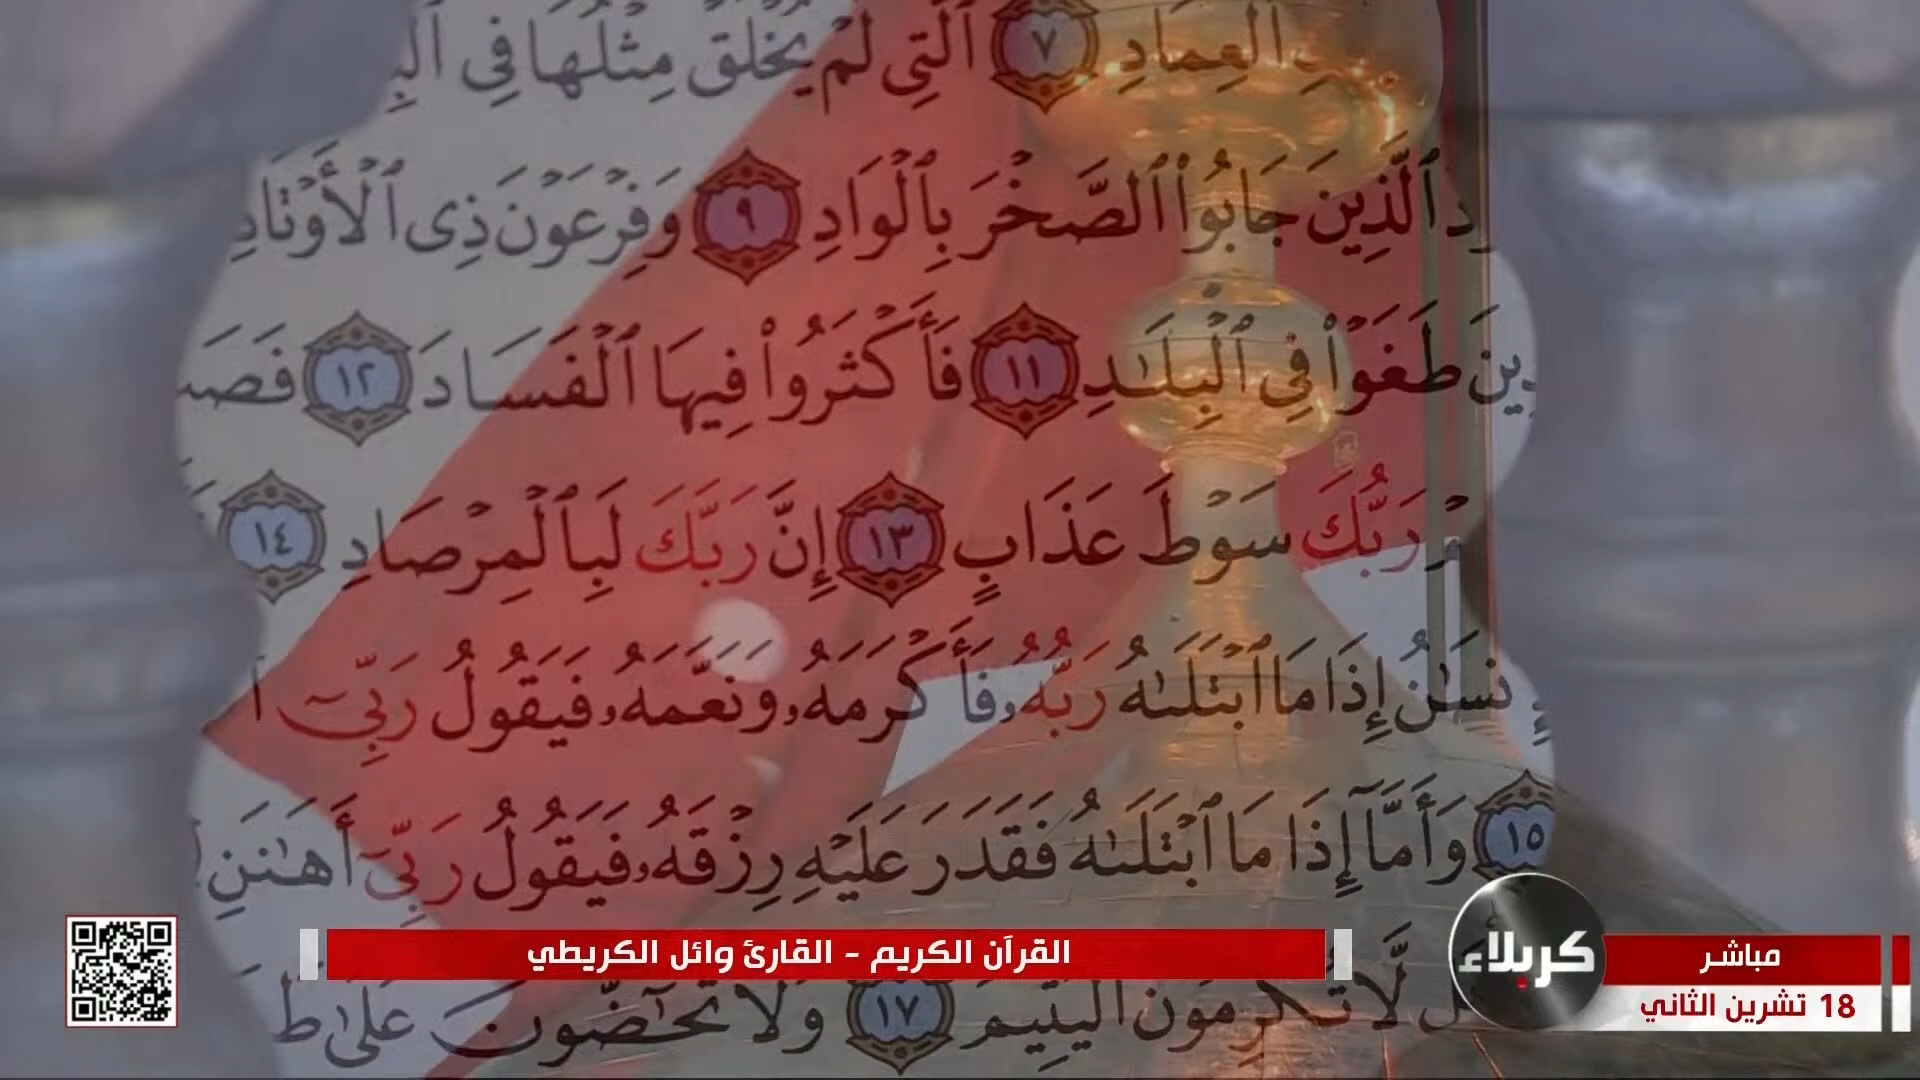 ٱلْعِمَادِ ٧ ٱلَّتِى لَمْ يُخْلَقْ مِثْلُهَا فِى
ٱلَّذِينَ جَابُوا۟ ٱلصَّخْرَ بِٱلْوَادِ ٩ وَفِرْعَوْنَ ذِى ٱلْأَوْتَادِ
طَغَوْا۟ فِى ٱلْبِلَـٰدِ ١١ فَأَكْثَرُوا۟ فِيهَا ٱلْفَسَادَ ١٢
رَبُّكَ سَوْطَ عَذَابٍ ١٣ إِنَّ رَبَّكَ لَبِٱلْمِرْصَادِ ١٤
إِذَا مَا ٱبْتَلَىٰهُ رَبُّهُۥ فَأَكْرَمَهُۥ وَنَعَّمَهُۥ فَيَقُولُ رَبِّىٓ
١٥ وَأَمَّآ إِذَا مَا ٱبْتَلَىٰهُ فَقَدَرَ عَلَيْهِ رِزْقَهُۥ فَيَقُولُ رَبِّىٓ أَهَـٰنَنِ
لَّا تُكْرِمُونَ ٱلْيَتِيمَ ١٧ وَلَا تَحَـٰٓضُّونَ عَلَىٰ
القرآن الكريم - القارئ وائل الكريطي
كربلاء
مباشر
18 تشرين الثاني